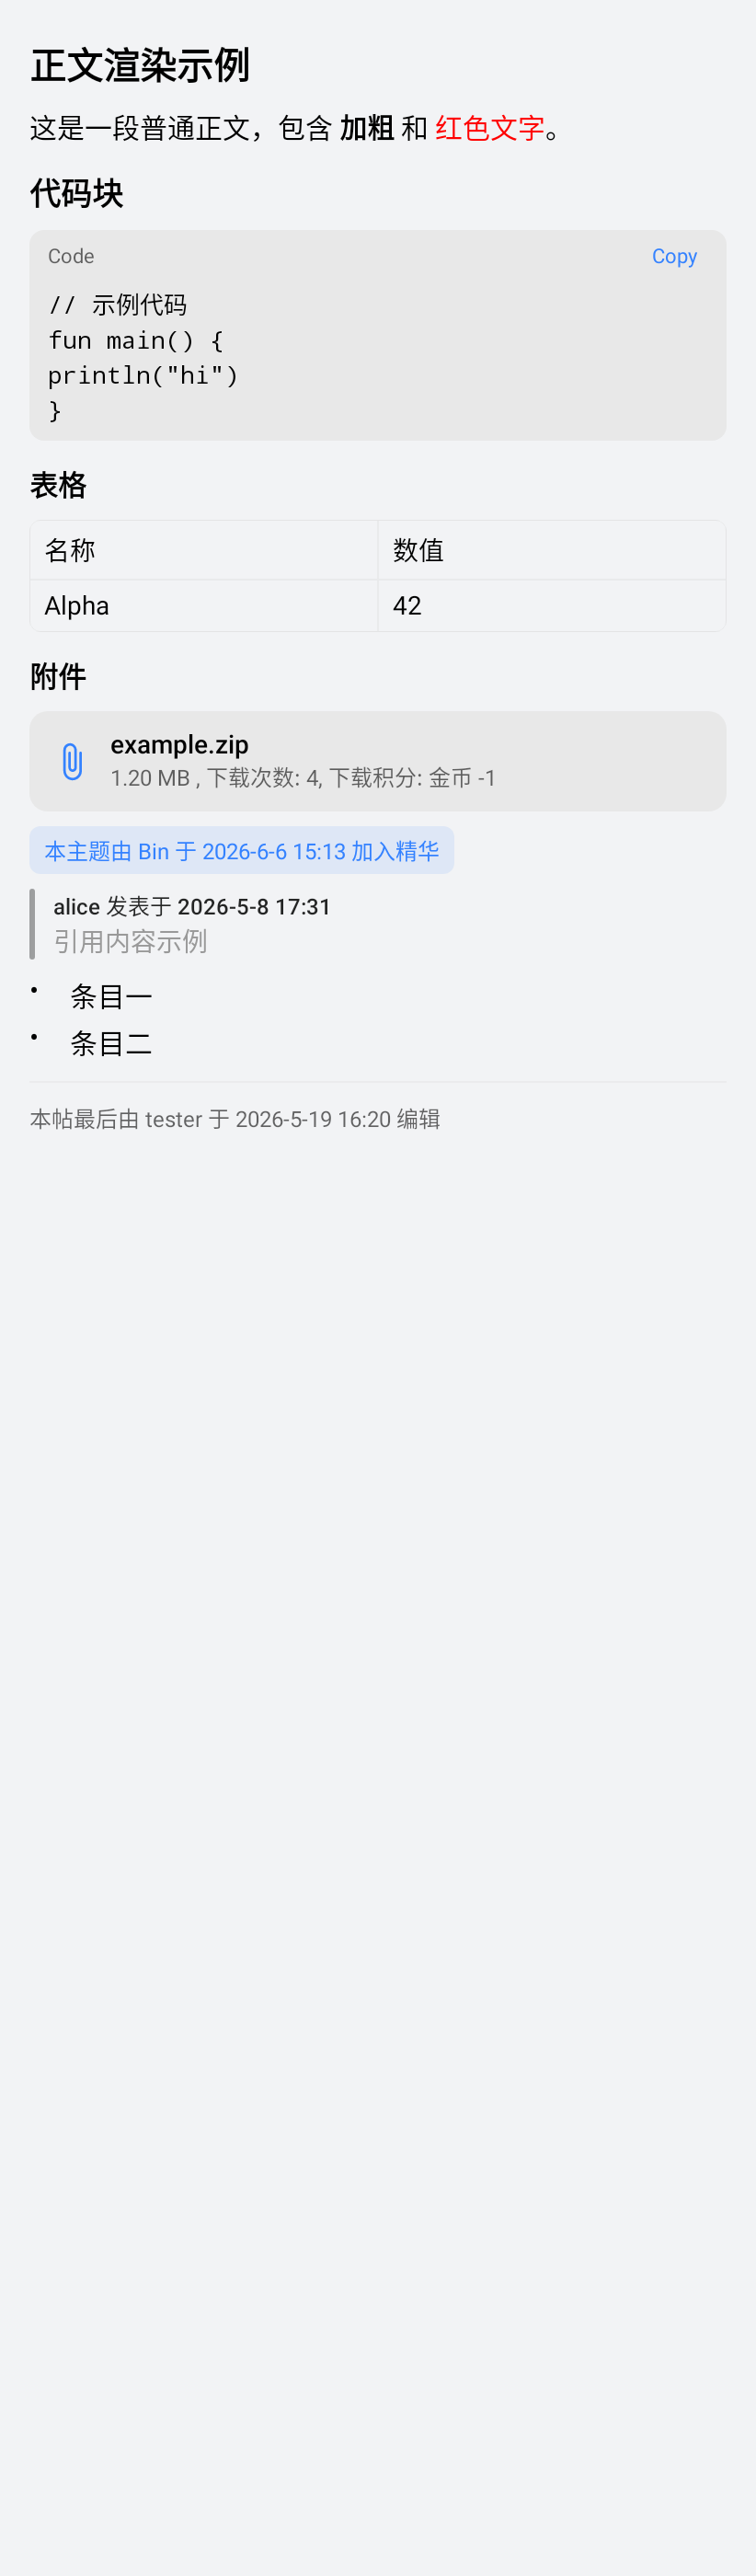 正文渲染示例
这是一段普通正文，包含 加粗 和 红色文字。
代码块
Code Copy
// 示例代码
fun main() {
println("hi")
}
表格
名称 数值
Alpha 42
附件
example.zip
1.20 MB , 下载次数: 4, 下载积分: 金币 -1
本主题由 Bin 于 2026-6-6 15:13 加入精华
alice 发表于 2026-5-8 17:31
引用内容示例
• 条目一
• 条目二
本帖最后由 tester 于 2026-5-19 16:20 编辑